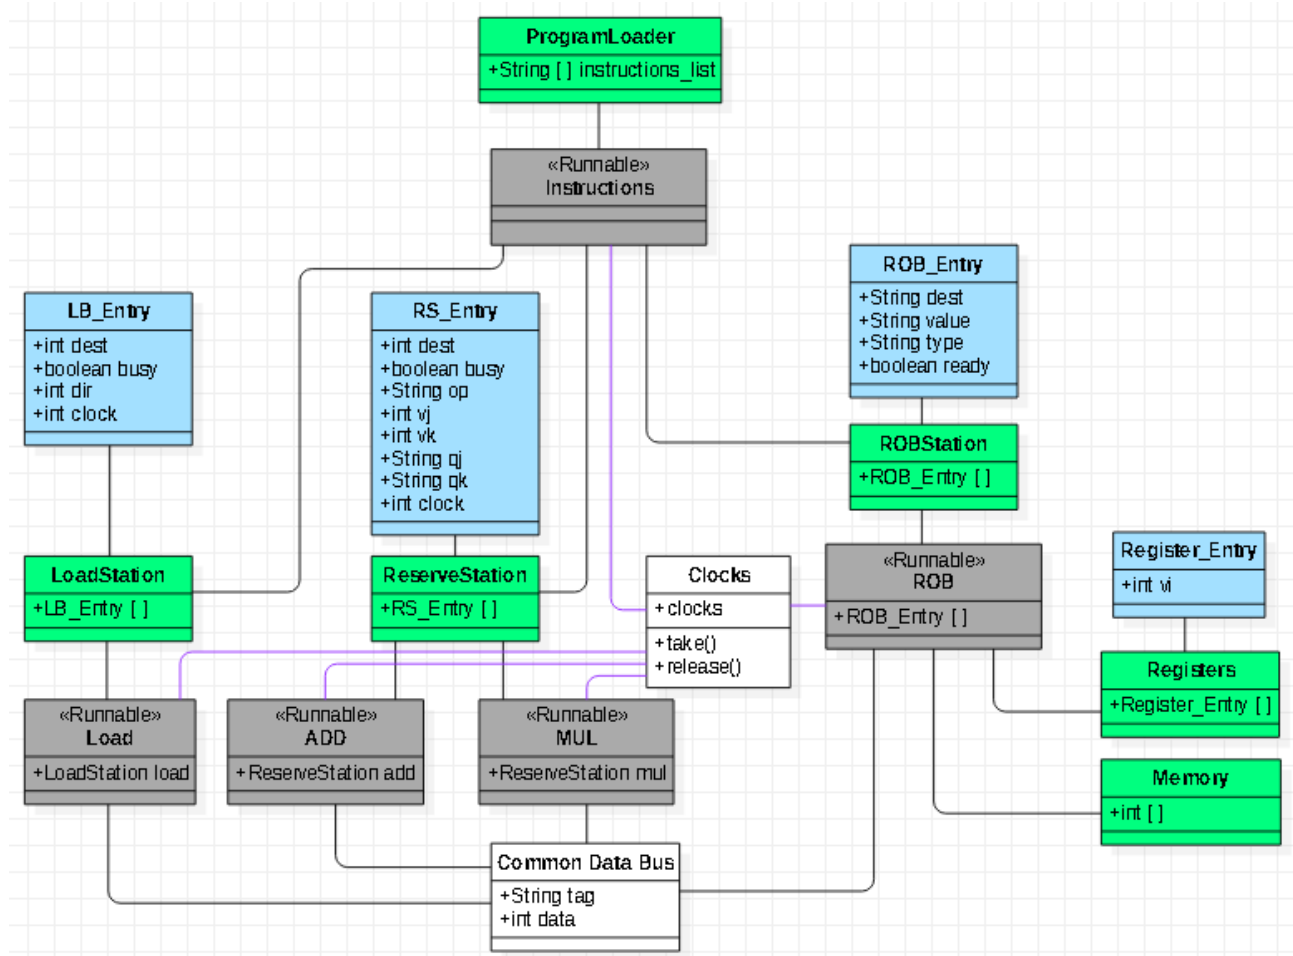 ProgramLoader
+String [ ] instructions_list
«Runnable»
Instructions
ROB_Entry
+String dest
+String value
+String type
+boolean ready
LB_Entry
+int dest
+boolean busy
+int dir
+int clock
RS_Entry
+int dest
+boolean busy
+String op
+int vj
+int vk
+String qj
+String qk
+int clock
ROBStation
+ROB_Entry [ ]
LoadStation
+LB_Entry [ ]
ReserveStation
+RS_Entry [ ]
Clocks
+clocks
+take()
+release()
«Runnable»
ROB
+ROB_Entry [ ]
Register_Entry
+int vi
Registers
+Register_Entry [ ]
«Runnable»
Load
+LoadStation load
«Runnable»
ADD
+ReserveStation add
«Runnable»
MUL
+ReserveStation mul
Memory
+int [ ]
Common Data Bus
+String tag
+int data